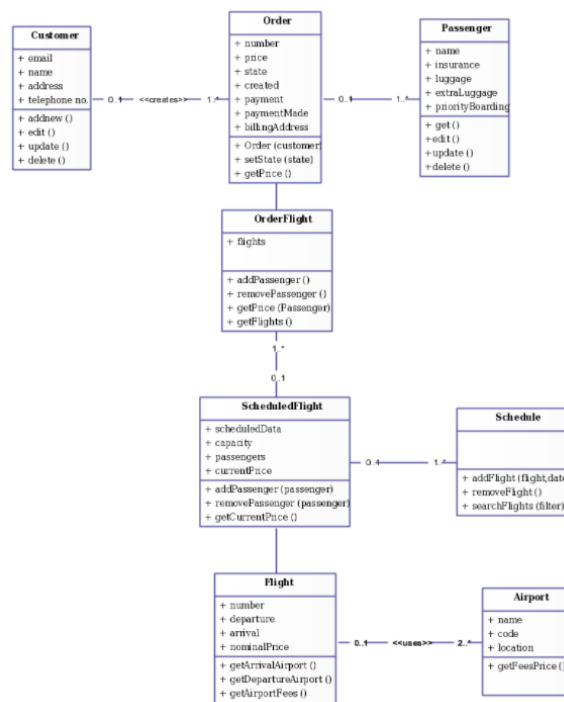 Customer
+ email
+ name
+ address
+ telephone no.
+ addnew ()
+ edit ()
+ update ()
+ delete ()
0..1 <<creates>> 1..*
Order
+ number
+ price
+ state
+ created
+ payment
+ paymentMade
+ billingAddress
+ Order (customer)
+ setState (state)
+ getPrice ()
0..1 1..*
Passenger
+ name
+ insurance
+ luggage
+ extraLuggage
+ priorityBoarding
+ get ()
+edit ()
+update ()
+delete ()
OrderFlight
+ flights
+ addPassenger ()
+ removePassenger ()
+ getPrice (Passenger)
+ getFlights ()
1..*
0..1
ScheduledFlight
+ scheduledData
+ capacity
+ passengers
+ currentPrice
+ addPassenger (passenger)
+ removePassenger (passenger)
+ getCurrentPrice ()
0..1 1..*
Schedule
+ addFlight (flight,date
+ removeFlight ()
+ searchFlights (filter)
Flight
+ number
+ departure
+ arrival
+ nominalPrice
+ getArrivalAirport ()
+ getDepartureAirport ()
+ getAirportFees ()
0..1 <<uses>> 2..*
Airport
+ name
+ code
+ location
+ getFeesPrice ()